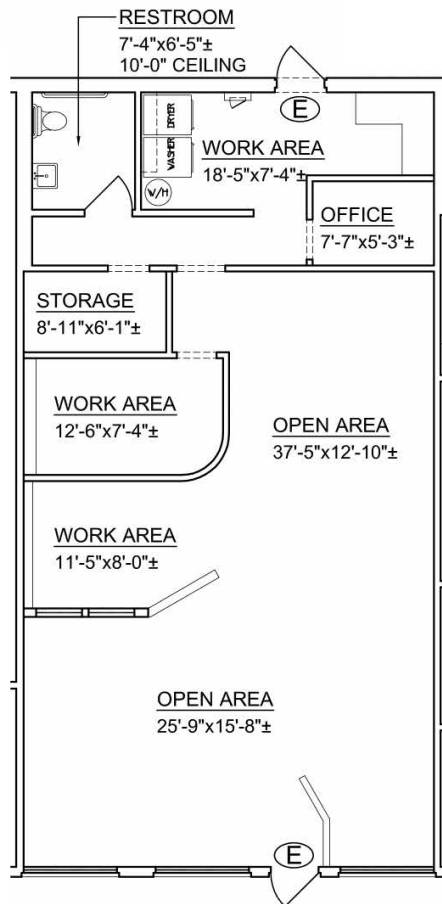 RESTROOM
7'-4"x6'-5"±
10'-0" CEILING
E
DRYER
WASHER
W/H
WORK AREA
18'-5"x7'-4"±
OFFICE
7'-7"x5'-3"±
STORAGE
8'-11"x6'-1"±
WORK AREA
12'-6"x7'-4"±
OPEN AREA
37'-5"x12'-10"±
WORK AREA
11'-5"x8'-0"±
OPEN AREA
25'-9"x15'-8"±
E